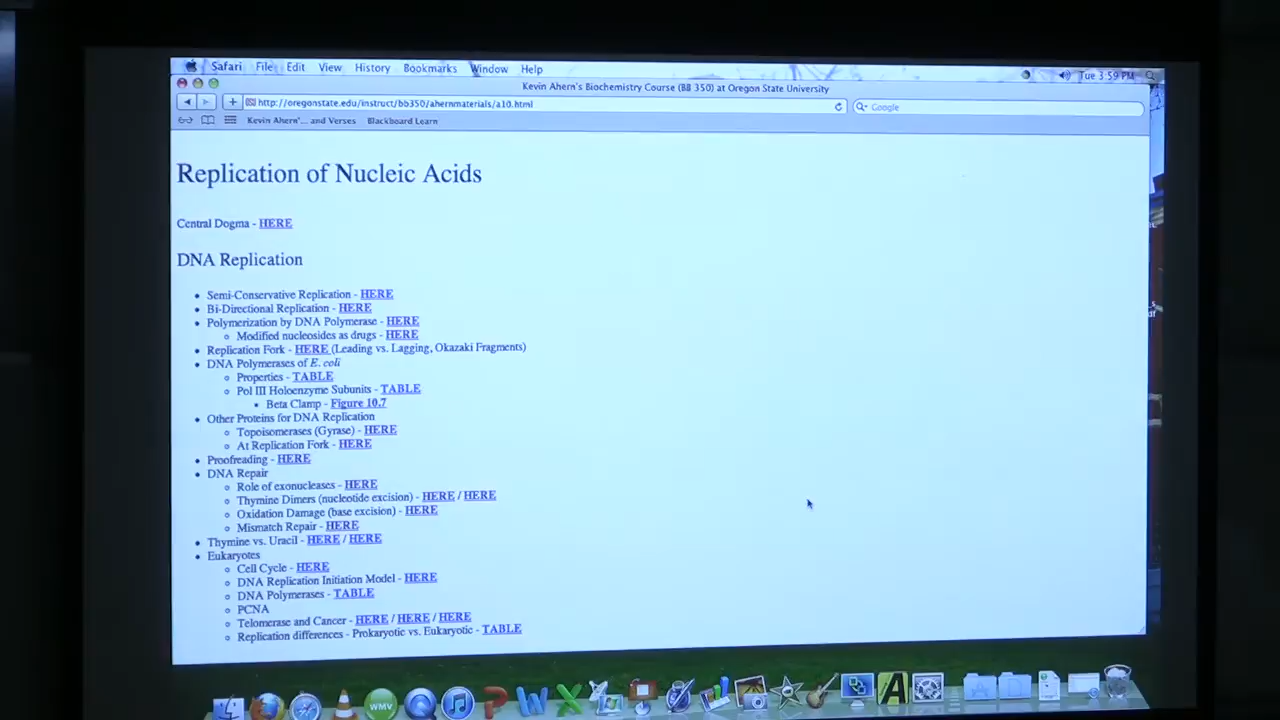 Safari File Edit View History Bookmarks Window Help Tue 3:59 PM
Kevin Ahern's Biochemistry Course (BB 350) at Oregon State University
http://oregonstate.edu/instruct/bb350/ahernmaterials/a10.html Google
Kevin Ahern'... and Verses Blackboard Learn
Replication of Nucleic Acids
Central Dogma - HERE
DNA Replication
Semi-Conservative Replication - HERE
Bi-Directional Replication - HERE
Polymerization by DNA Polymerase - HERE
Modified nucleosides as drugs - HERE
Replication Fork - HERE (Leading vs. Lagging, Okazaki Fragments)
DNA Polymerases of E. coli
Properties - TABLE
Pol III Holoenzyme Subunits - TABLE
Beta Clamp - Figure 10.7
Other Proteins for DNA Replication
Topoisomerases (Gyrase) - HERE
At Replication Fork - HERE
Proofreading - HERE
DNA Repair
Role of exonucleases - HERE
Thymine Dimers (nucleotide excision) - HERE / HERE
Oxidation Damage (base excision) - HERE
Mismatch Repair - HERE
Thymine vs. Uracil - HERE / HERE
Eukaryotes
Cell Cycle - HERE
DNA Replication Initiation Model - HERE
DNA Polymerases - TABLE
PCNA
Telomerase and Cancer - HERE / HERE / HERE
Replication differences - Prokaryotic vs. Eukaryotic - TABLE
WMV